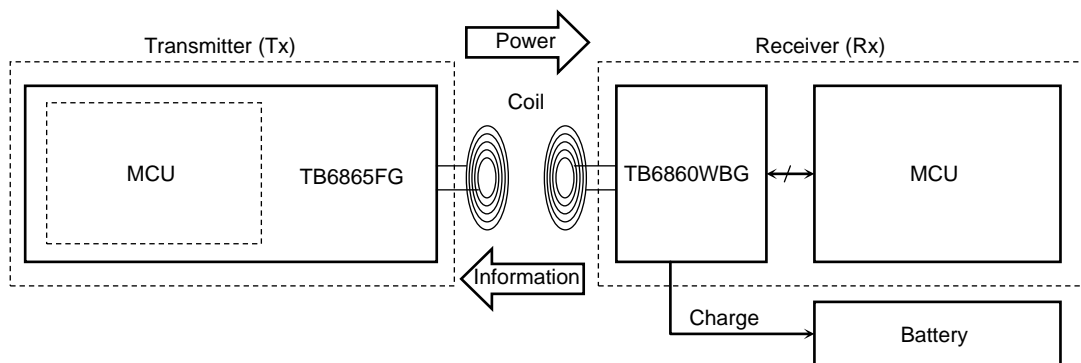 Transmitter (Tx)
Power
Receiver (Rx)
Coil
MCU
TB6865FG
TB6860WBG
MCU
Information
Charge
Battery